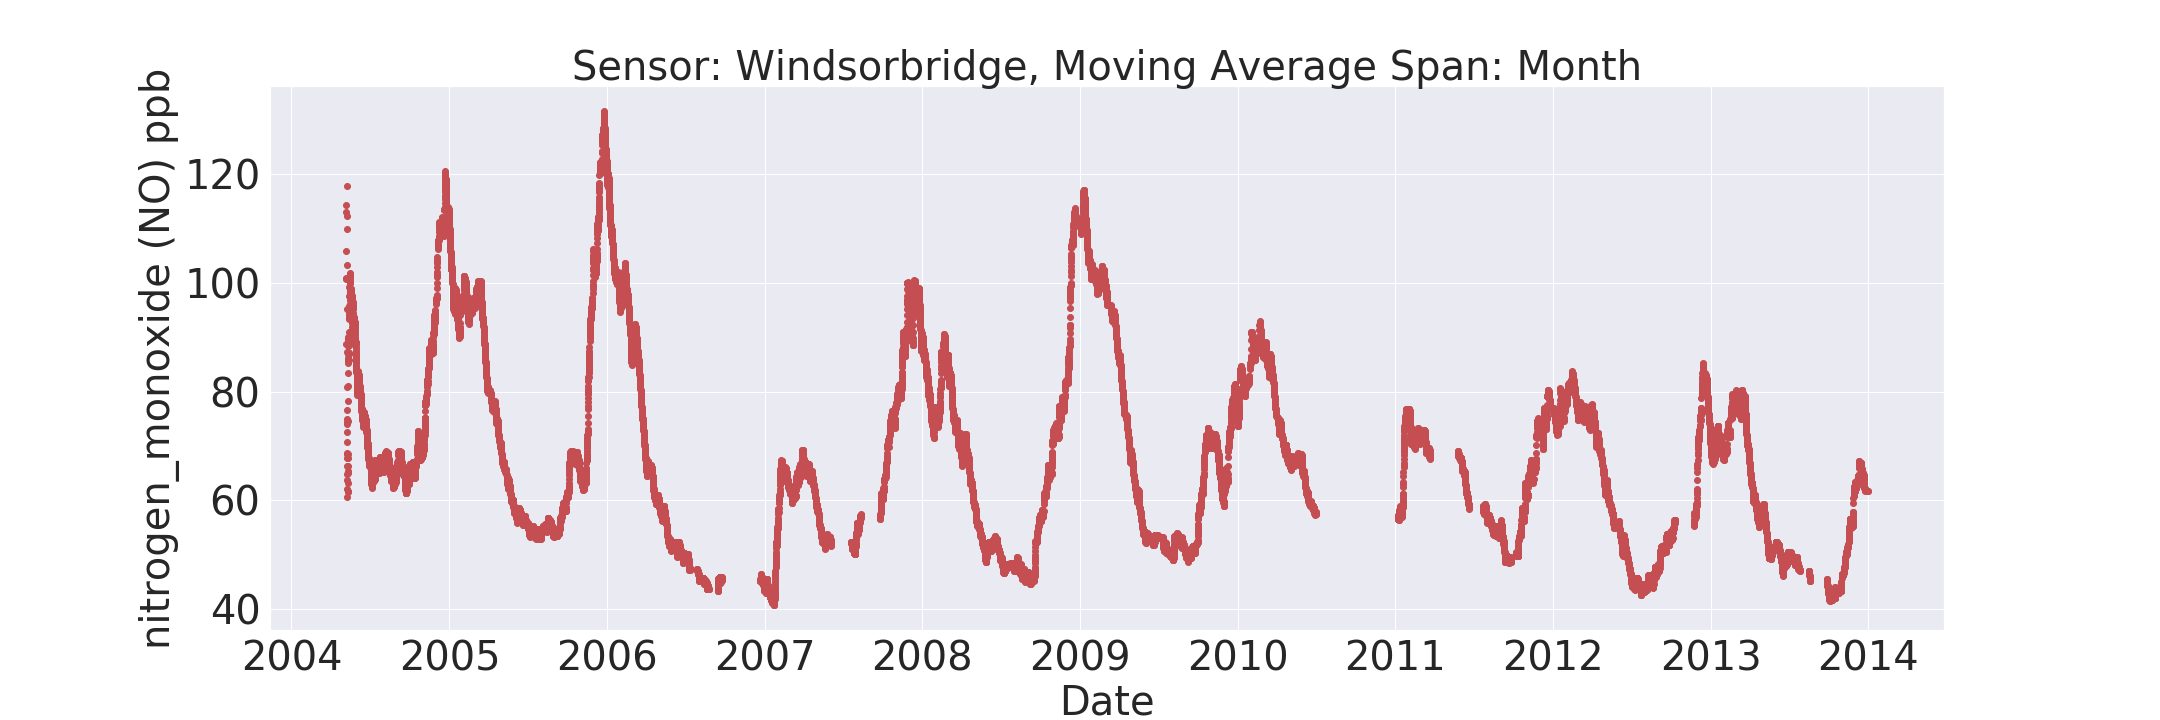 Sensor: Windsorbridge, Moving Average Span: Month
nitrogen_monoxide (NO) ppb
120
100
80
60
40
2004 2005 2006 2007 2008 2009 2010 2011 2012 2013 2014
Date